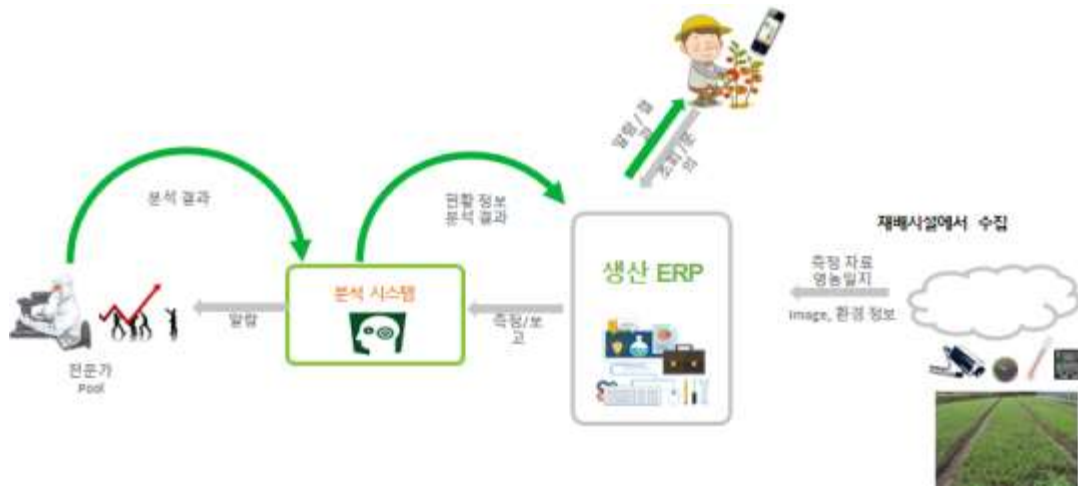 알람 / 결
과
조회 / 문
의
분석 결과
현황 정보
분석 결과
재배시설에서 수집
생산 ERP
측정 자료
영농일지
Image, 환경 정보
분석 시스템
알람
측정/보
고
전문가
Pool